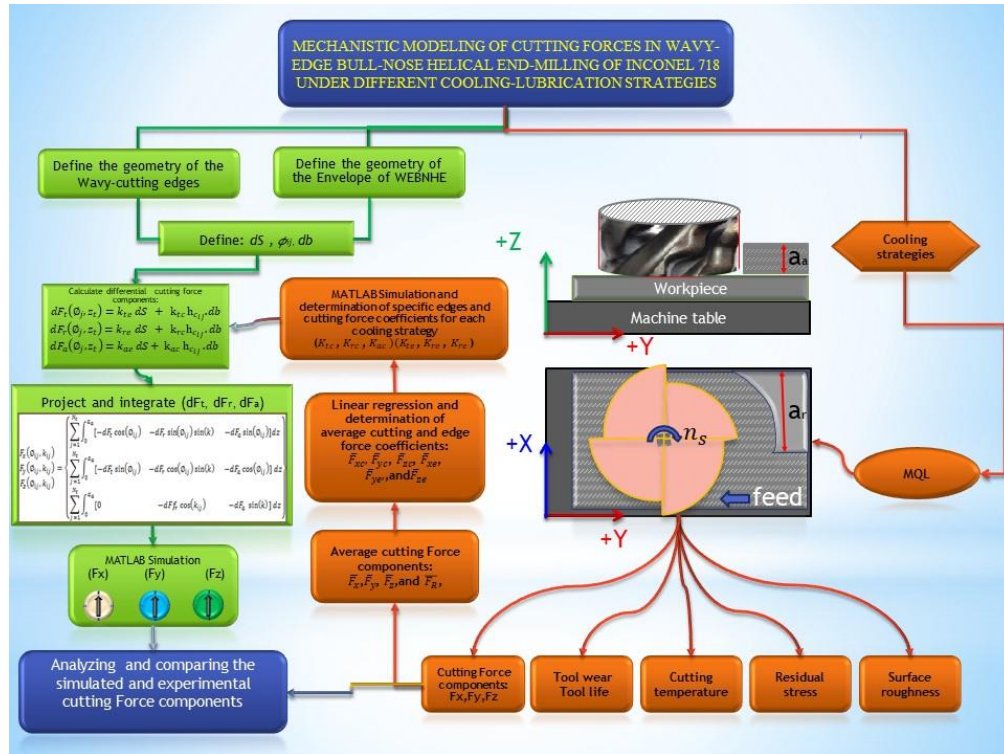 MECHANISTIC MODELING OF CUTTING FORCES IN WAVY-
EDGE BULL-NOSE HELICAL END-MILLING OF INCONEL 718
UNDER DIFFERENT COOLING-LUBRICATION STRATEGIES
Define the geometry of the
Wavy-cutting edges
Define the geometry of
the Envelope of WEBNHE
Define: dS , ϕij, db
Calculate differential cutting force
components:
dFt(∅j, zt) = kte dS + ktc hcij.db
dFr(∅j, zt) = kre dS + krc hcij.db
dFa(∅j, zt) = kae dS + kac hcij.db
Project and integrate (dFt, dFr, dFa)
MATLAB Simulation
(Fx) (Fy) (Fz)
Analyzing and comparing the
simulated and experimental
cutting Force components
MATLAB Simulation and
determination of specific edges and
cutting force coefficients for each
cooling strategy
(Ktc , Krc , Kac )(Kte , Kre , Kre )
Linear regression and
determination of
average cutting and edge
force coefficients:
F̅xc, F̅yc, F̅zc, F̅xe,
F̅ye,,andF̅ze
Average cutting Force
components:
F̅x,F̅y, F̅z,and F̅R,
+Z
aa
Workpiece
Machine table
+Y
ar
ns
+X
feed
+Y
Cooling
strategies
MQL
Cutting Force
components:
Fx,Fy,Fz
Tool wear
Tool life
Cutting
temperature
Residual
stress
Surface
roughness